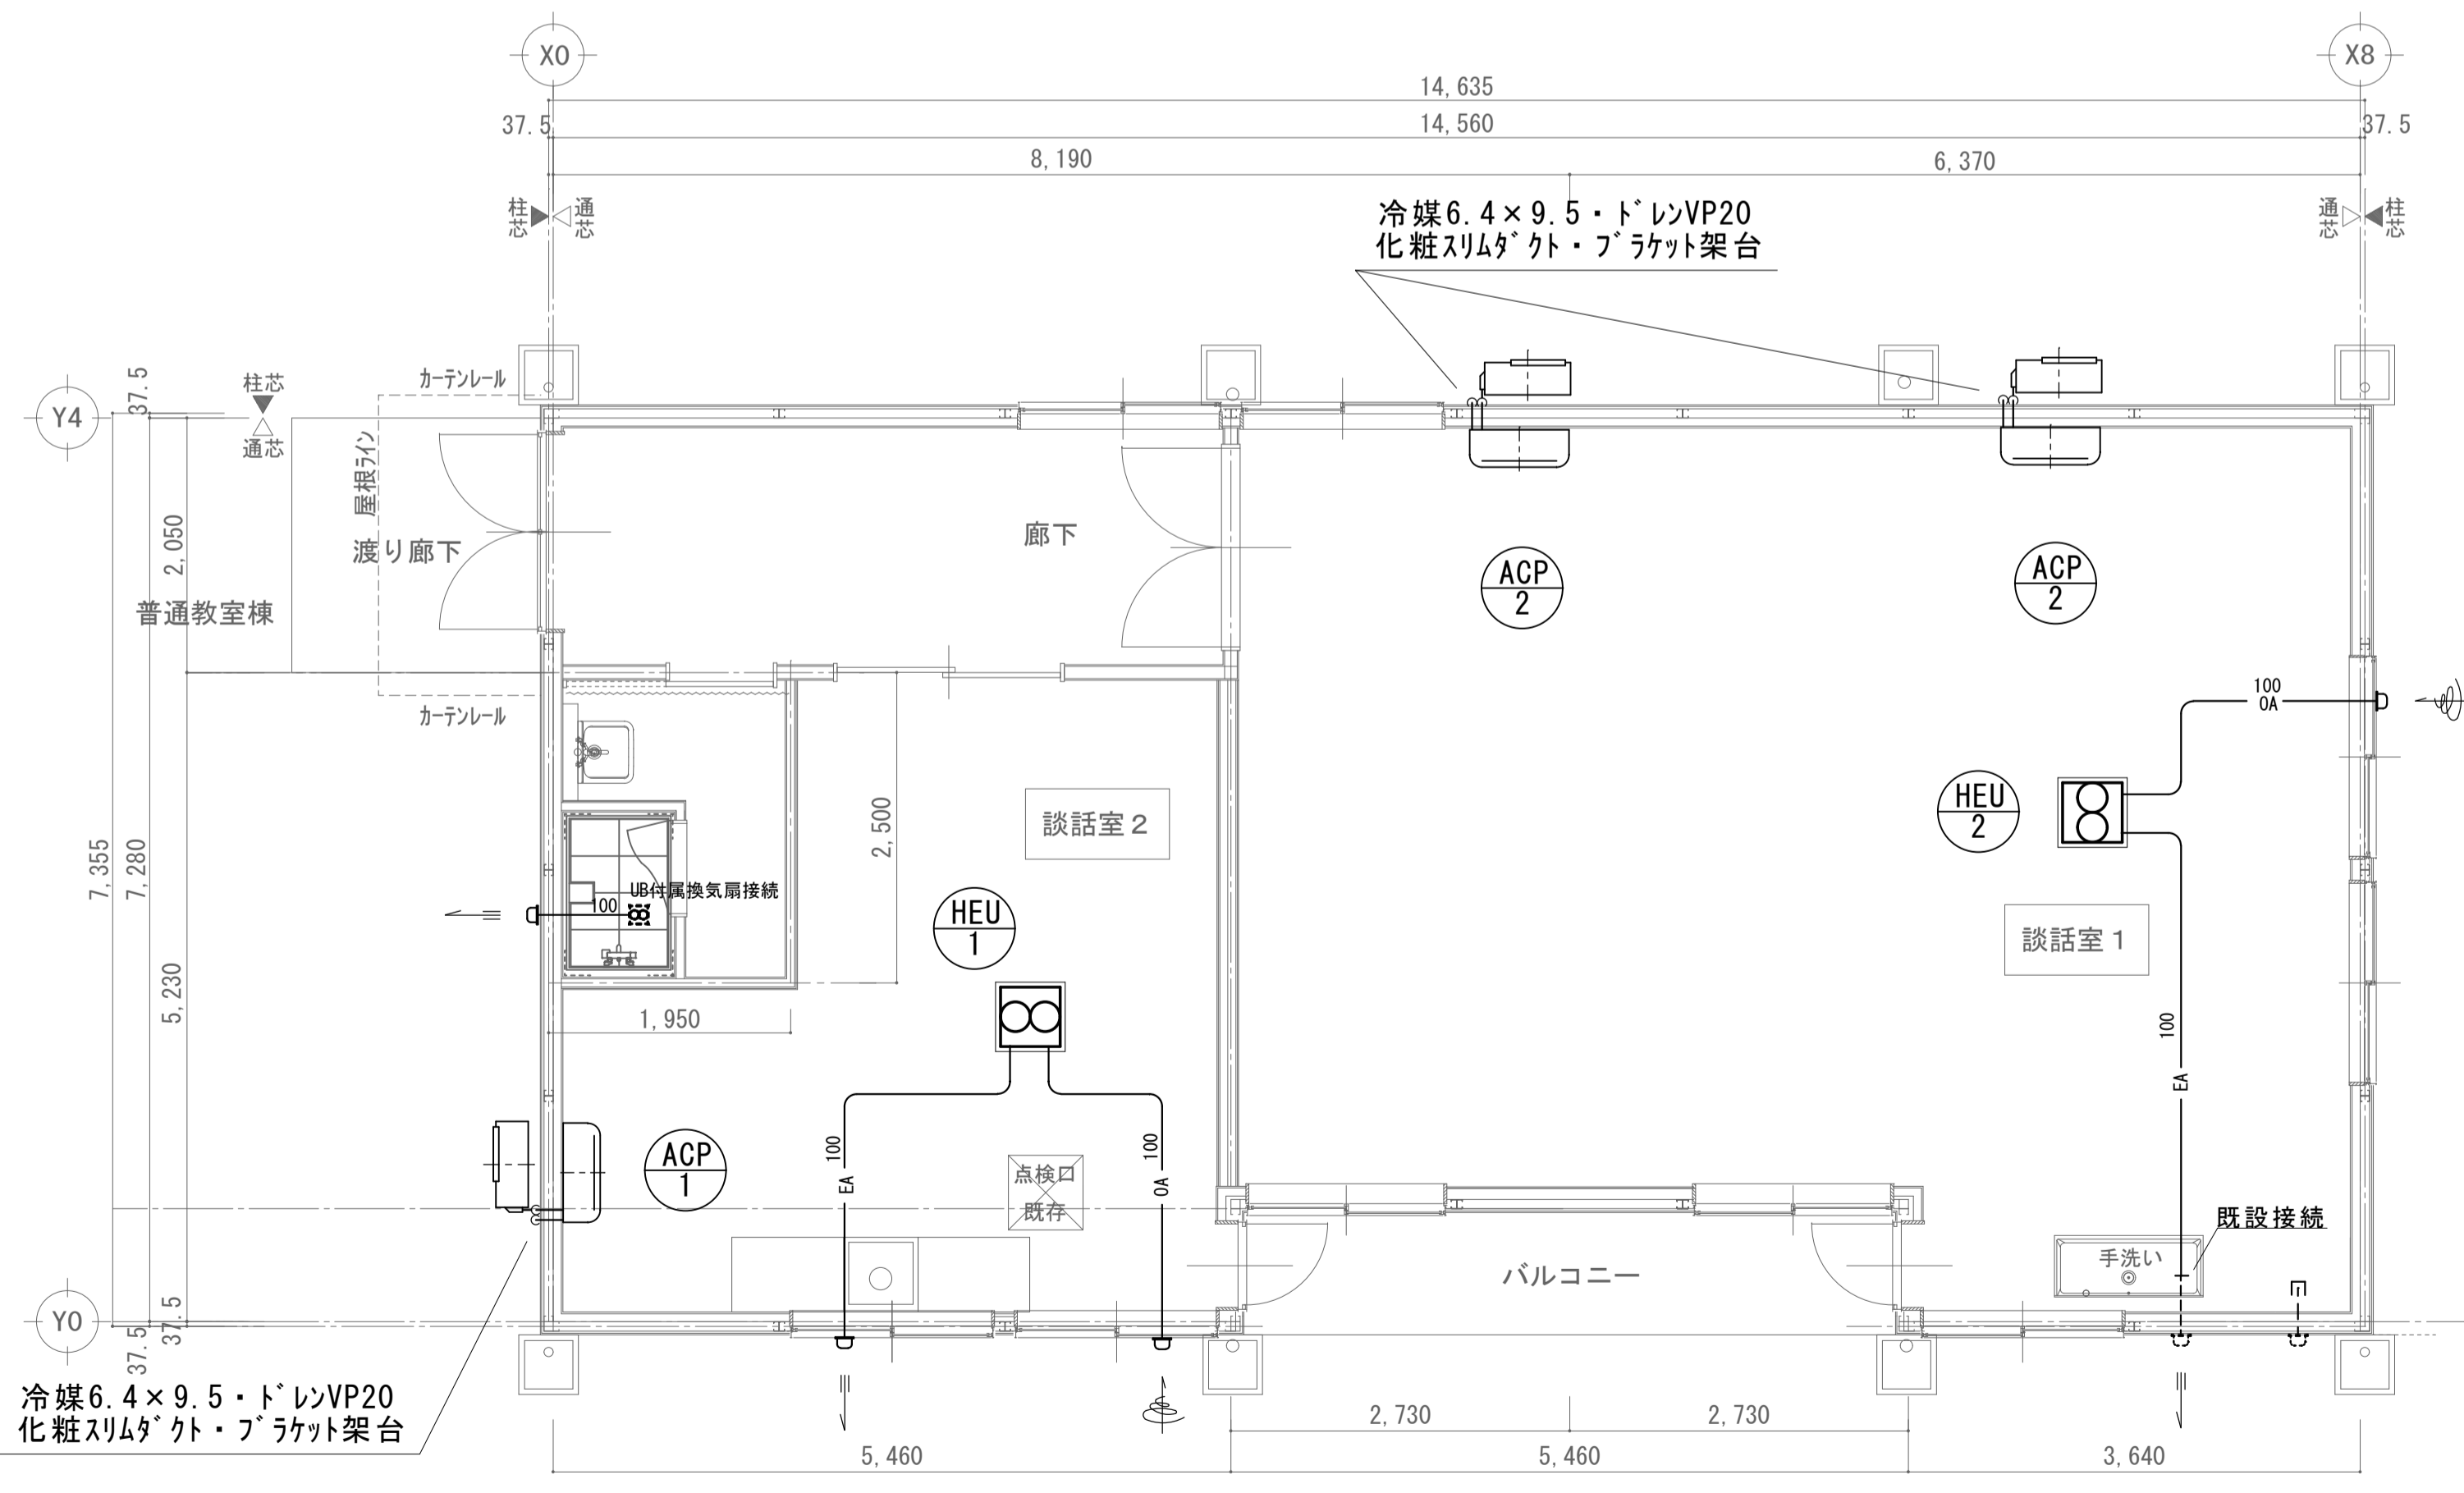 X0
X8
14,635
37.5
14,560
37.5
8,190
6,370
柱芯
通芯
冷媒6.4×9.5・ドレンVP20
化粧スリムダクト・ブラケット架台
通芯
柱芯
Y4
37.5
柱芯
通芯
カーテンレール
屋根ライン
渡り廊下
廊下
2,050
普通教室棟
ACP
2
ACP
2
カーテンレール
100
OA
2,500
談話室2
HEU
2
7,355
7,280
UB付属換気扇接続
100
HEU
1
談話室1
5,230
1,950
100
EA
ACP
1
100
EA
100
OA
点検口
既存
既設接続
手洗い
バルコニー
Y0
37.5
37.5
冷媒6.4×9.5・ドレンVP20
化粧スリムダクト・ブラケット架台
2,730
2,730
5,460
5,460
3,640